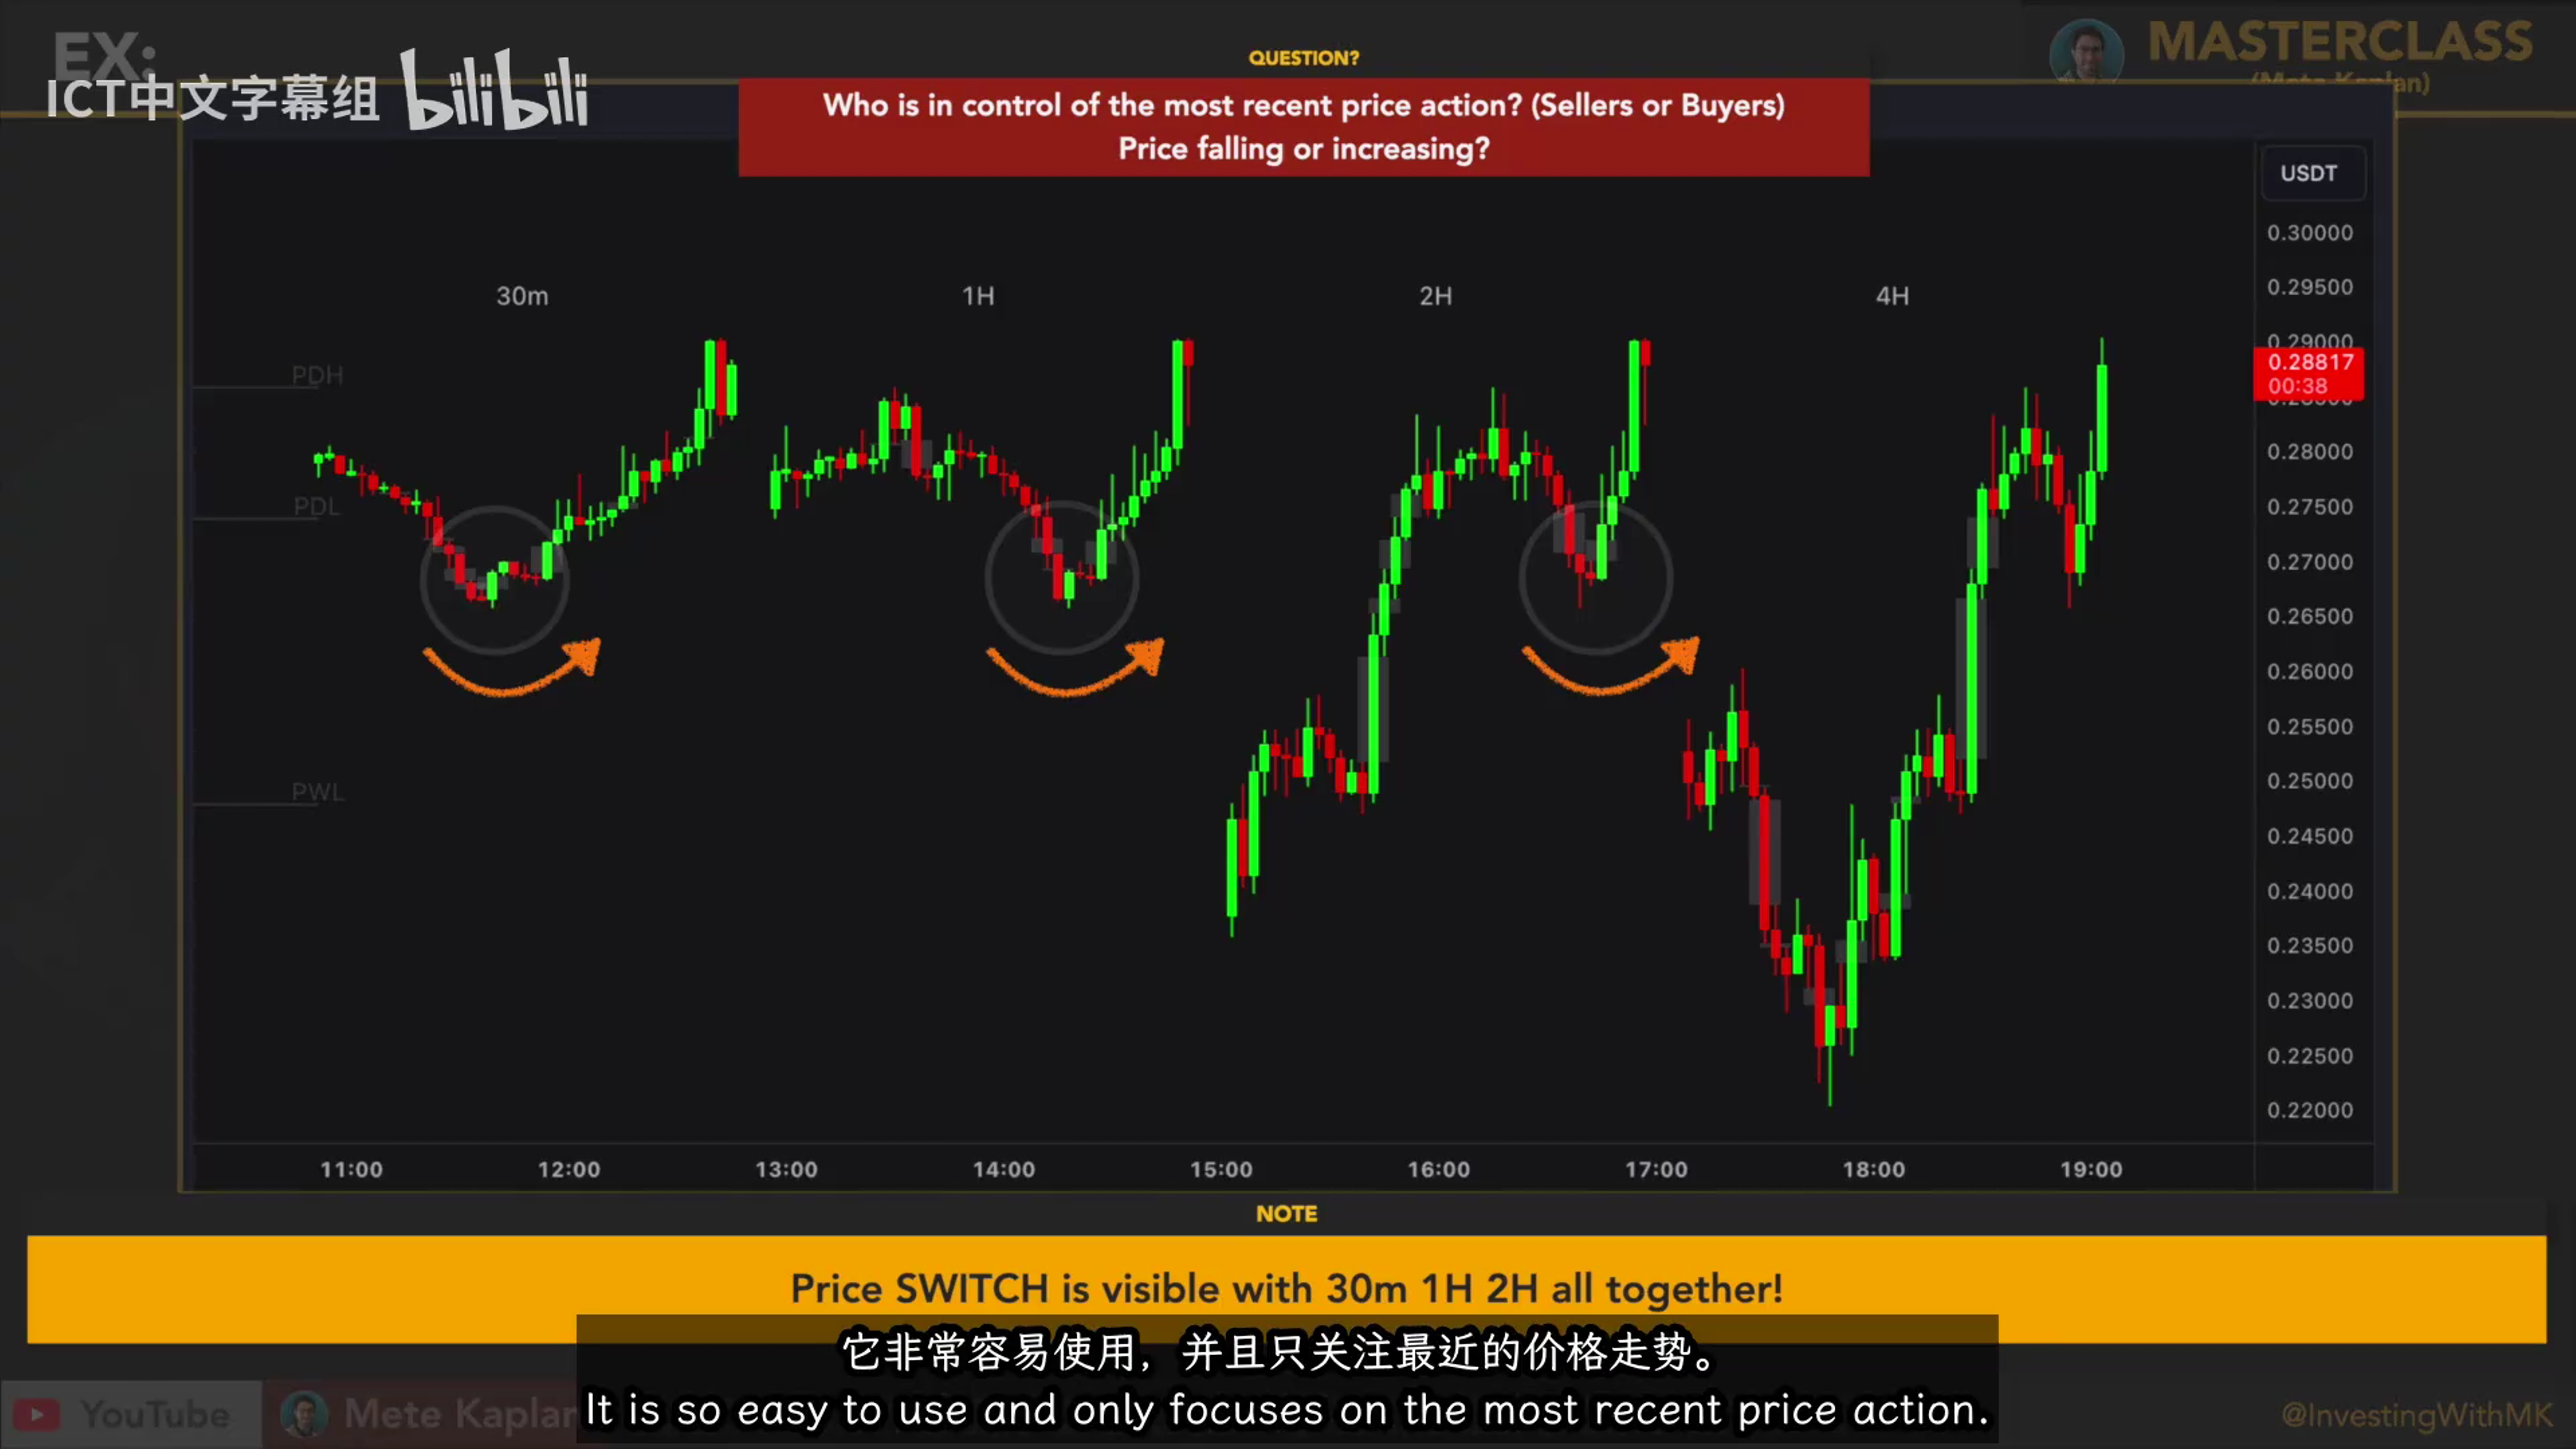 EX:
ICT中文字幕组 bilibili
MASTERCLASS
(Mete Kaplan)
QUESTION?
Who is in control of the most recent price action? (Sellers or Buyers)
Price falling or increasing?
USDT
30m 1H 2H 4H
PDH
PDL
PWL
0.30000
0.29500
0.29000
0.28817
00:38
0.28000
0.27500
0.27000
0.26500
0.26000
0.25500
0.25000
0.24500
0.24000
0.23500
0.23000
0.22500
0.22000
11:00 12:00 13:00 14:00 15:00 16:00 17:00 18:00 19:00
NOTE
Price SWITCH is visible with 30m 1H 2H all together!
它非常容易使用，并且只关注最近的价格走势。
It is so easy to use and only focuses on the most recent price action.
YouTube
Mete Kaplan
@InvestingWithMK